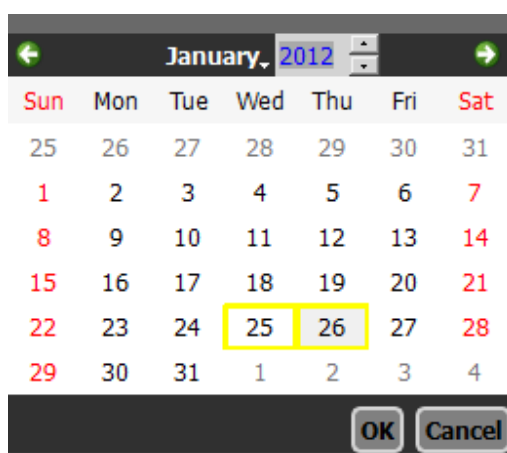 January 2012
Sun Mon Tue Wed Thu Fri Sat
25 26 27 28 29 30 31
1 2 3 4 5 6 7
8 9 10 11 12 13 14
15 16 17 18 19 20 21
22 23 24 25 26 27 28
29 30 31 1 2 3 4
OK Cancel